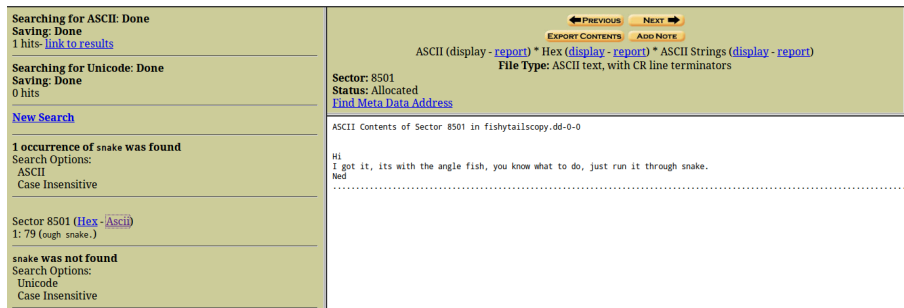 Searching for ASCII: Done
Saving: Done
1 hits- link to results
Searching for Unicode: Done
Saving: Done
0 hits
New Search
1 occurrence of snake was found
Search Options:
ASCII
Case Insensitive
Sector 8501 (Hex - Ascii)
1: 79 (ough snake.)
snake was not found
Search Options:
Unicode
Case Insensitive
PREVIOUS NEXT
EXPORT CONTENTS ADD NOTE
ASCII (display - report) * Hex (display - report) * ASCII Strings (display - report)
File Type: ASCII text, with CR line terminators
Sector: 8501
Status: Allocated
Find Meta Data Address
ASCII Contents of Sector 8501 in fishytailscopy.dd-0-0
Hi
I got it, its with the angle fish, you know what to do, just run it through snake.
Ned